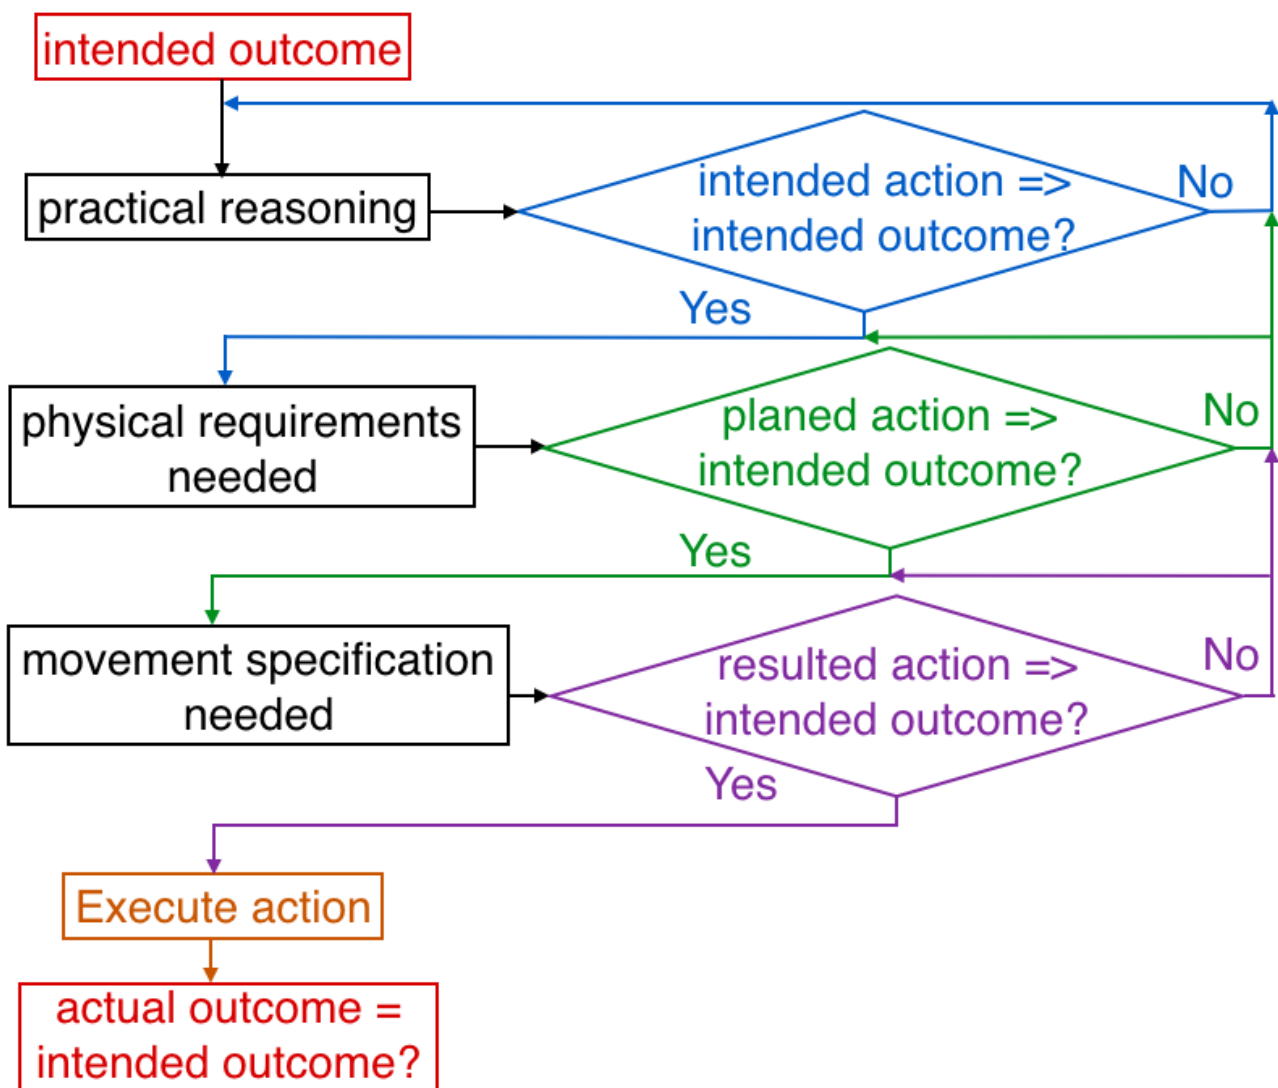 intended outcome
practical reasoning
intended action =>
intended outcome?
No
Yes
physical requirements
needed
planed action =>
intended outcome?
No
Yes
movement specification
needed
resulted action =>
intended outcome?
No
Yes
Execute action
actual outcome =
intended outcome?